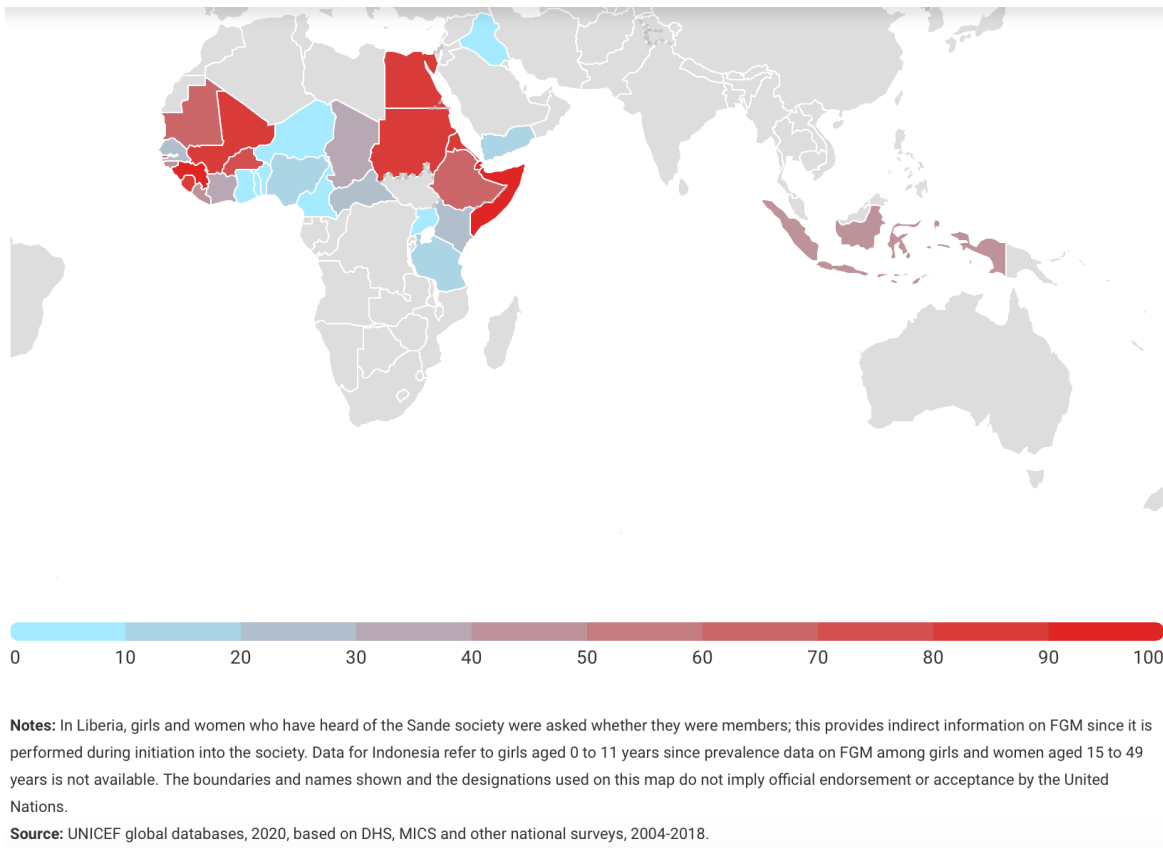 0 10 20 30 40 50 60 70 80 90 100
Notes: In Liberia, girls and women who have heard of the Sande society were asked whether they were members; this provides indirect information on FGM since it is
performed during initiation into the society. Data for Indonesia refer to girls aged 0 to 11 years since prevalence data on FGM among girls and women aged 15 to 49
years is not available. The boundaries and names shown and the designations used on this map do not imply official endorsement or acceptance by the United
Nations.
Source: UNICEF global databases, 2020, based on DHS, MICS and other national surveys, 2004-2018.